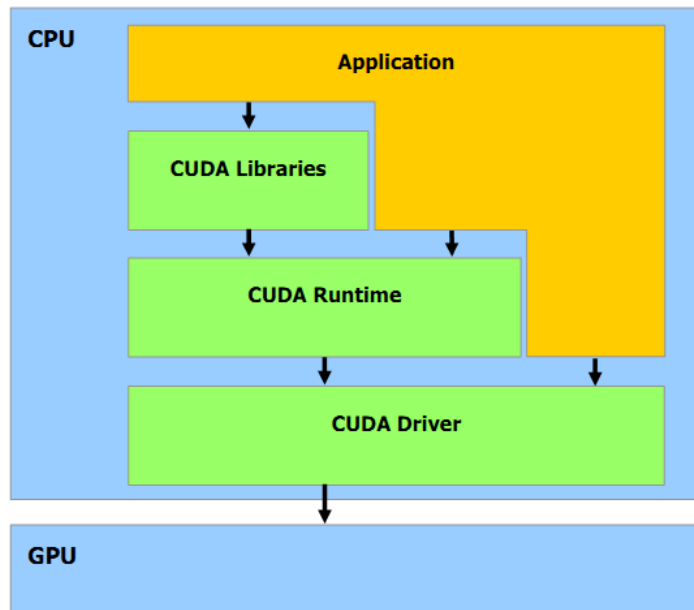 CPU
Application
CUDA Libraries
CUDA Runtime
CUDA Driver
GPU